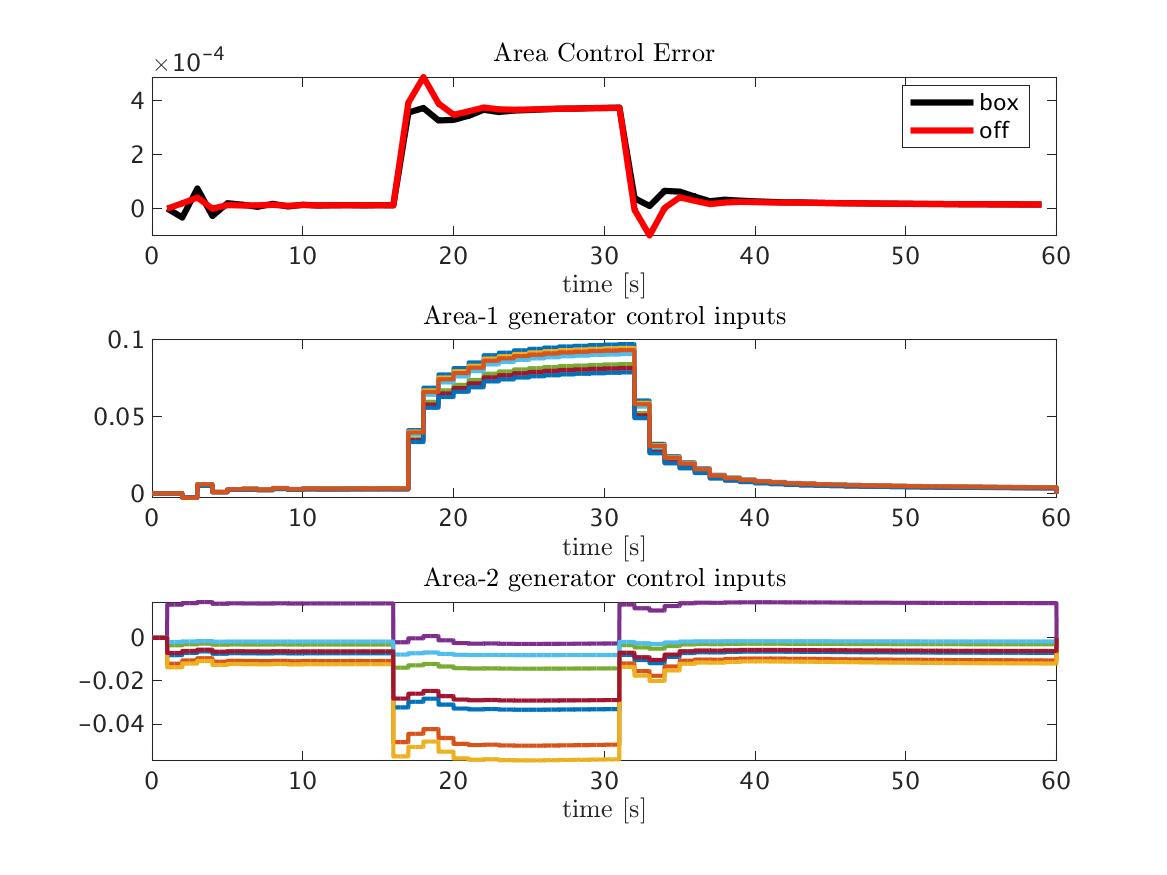 Area Control Error
×10⁻⁴
4
2
0
box
off
0 10 20 30 40 50 60
time [s]
Area-1 generator control inputs
0.1
0.05
0
0 10 20 30 40 50 60
time [s]
Area-2 generator control inputs
0
−0.02
−0.04
0 10 20 30 40 50 60
time [s]